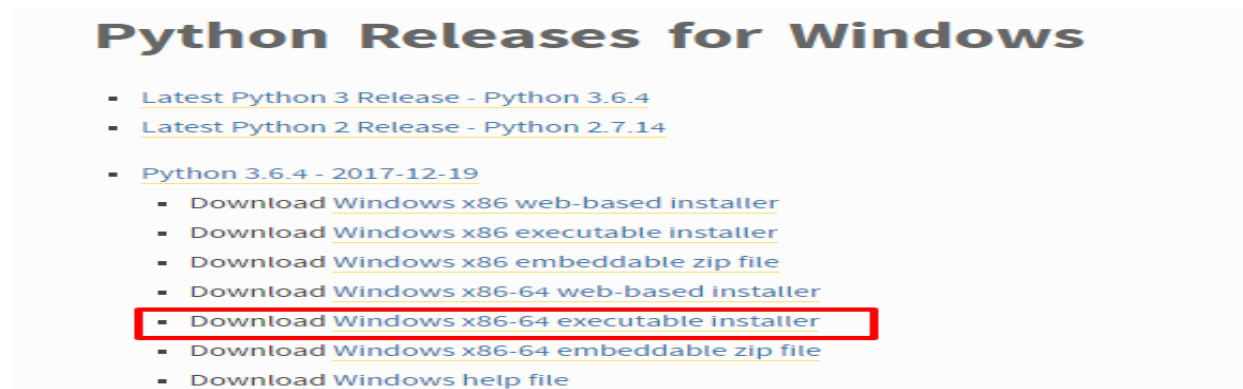 Python Releases for Windows
Latest Python 3 Release - Python 3.6.4
Latest Python 2 Release - Python 2.7.14
Python 3.6.4 - 2017-12-19
Download Windows x86 web-based installer
Download Windows x86 executable installer
Download Windows x86 embeddable zip file
Download Windows x86-64 web-based installer
Download Windows x86-64 executable installer
Download Windows x86-64 embeddable zip file
Download Windows help file